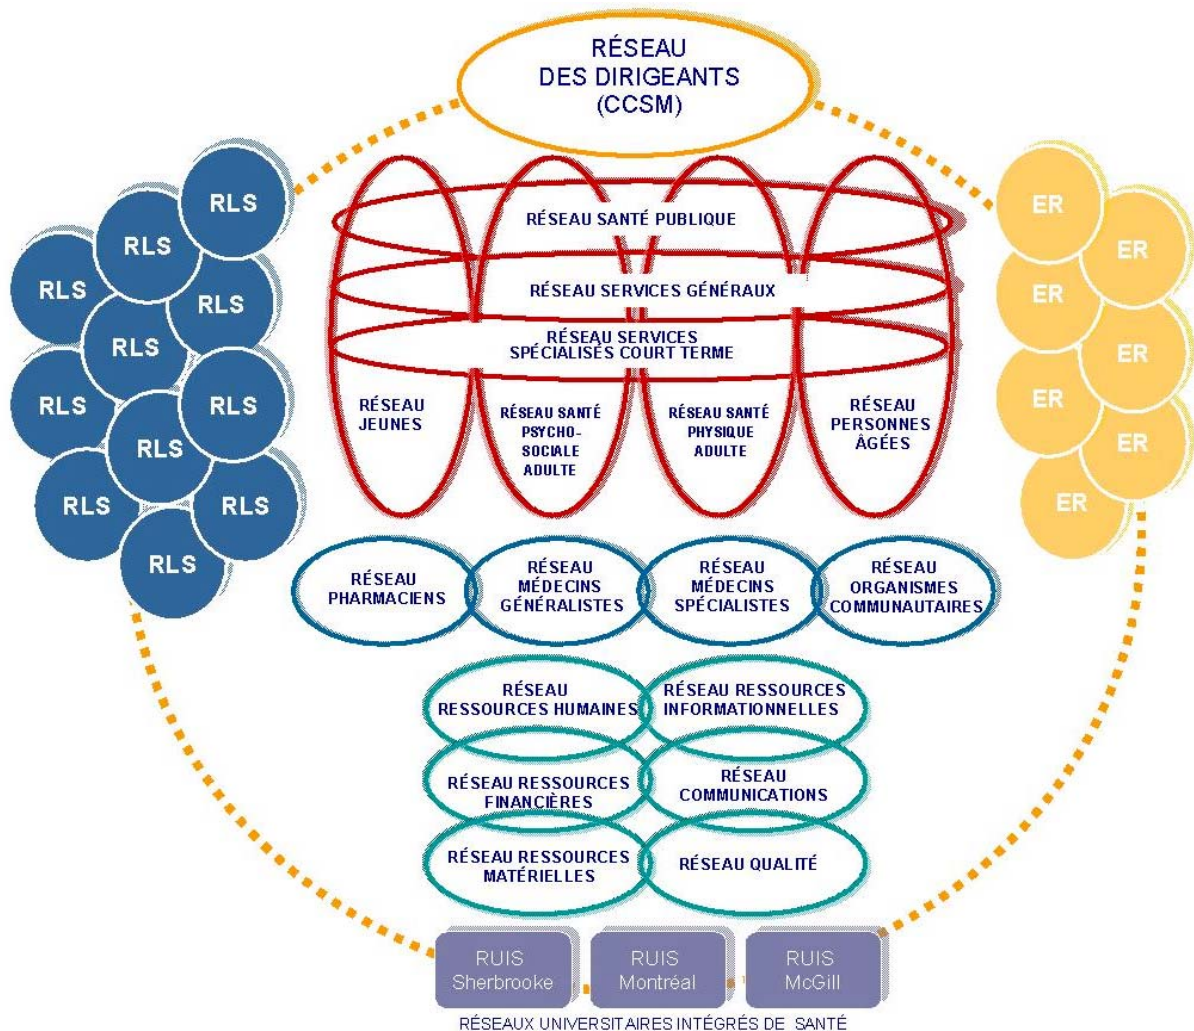 RÉSEAU
DES DIRIGEANTS
(CCSM)
RLS
RLS
RLS
RLS
RLS
RLS
RLS
RLS
RLS
RLS
RLS
RÉSEAU SANTÉ PUBLIQUE
RÉSEAU SERVICES GÉNÉRAUX
RÉSEAU SERVICES
SPÉCIALISÉS COURT TERME
RÉSEAU
JEUNES
RÉSEAU SANTÉ
PSYCHO-
SOCIALE
ADULTE
RÉSEAU SANTÉ
PHYSIQUE
ADULTE
RÉSEAU
PERSONNES
ÂGÉES
ER
ER
ER
ER
ER
ER
ER
RÉSEAU
PHARMACIENS
RÉSEAU
MÉDECINS
GÉNÉRALISTES
RÉSEAU
MÉDECINS
SPÉCIALISTES
RÉSEAU
ORGANISMES
COMMUNAUTAIRES
RÉSEAU
RESSOURCES HUMAINES
RÉSEAU RESSOURCES
INFORMATIONNELLES
RÉSEAU RESSOURCES
FINANCIÈRES
RÉSEAU
COMMUNICATIONS
RÉSEAU RESSOURCES
MATÉRIELLES
RÉSEAU QUALITÉ
RUIS
Sherbrooke
RUIS
Montréal
RUIS
McGill
RÉSEAUX UNIVERSITAIRES INTÉGRÉS DE SANTÉ